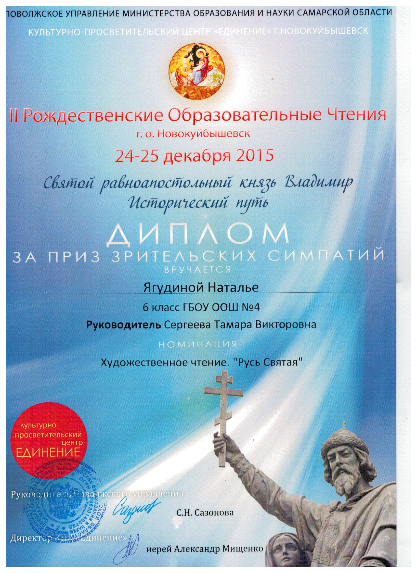 ПОВОЛЖСКОЕ УПРАВЛЕНИЕ МИНИСТЕРСТВА ОБРАЗОВАНИЯ И НАУКИ САМАРСКОЙ ОБЛАСТИ
КУЛЬТУРНО-ПРОСВЕТИТЕЛЬСКИЙ ЦЕНТР «ЕДИНЕНИЕ» Г.НОВОКУЙБЫШЕВСК
II Рождественские Образовательные Чтения
г. о. Новокуйбышевск
24-25 декабря 2015
Святой равноапостольный князь Владимир
Исторический путь
ДИПЛОМ
ЗА ПРИЗ ЗРИТЕЛЬСКИХ СИМПАТИЙ
ВРУЧАЕТСЯ
Ягудиной Наталье
6 класс ГБОУ ООШ №4
Руководитель Сергеева Тамара Викторовна
НОМИНАЦИЯ
Художественное чтение. "Русь Святая"
культурно
просветительский
центр
ЕДИНЕНИЕ
Руководитель Поволжского управления
С.Н. Сазонова
Директор «Единение»
иерей Александр Мищенко